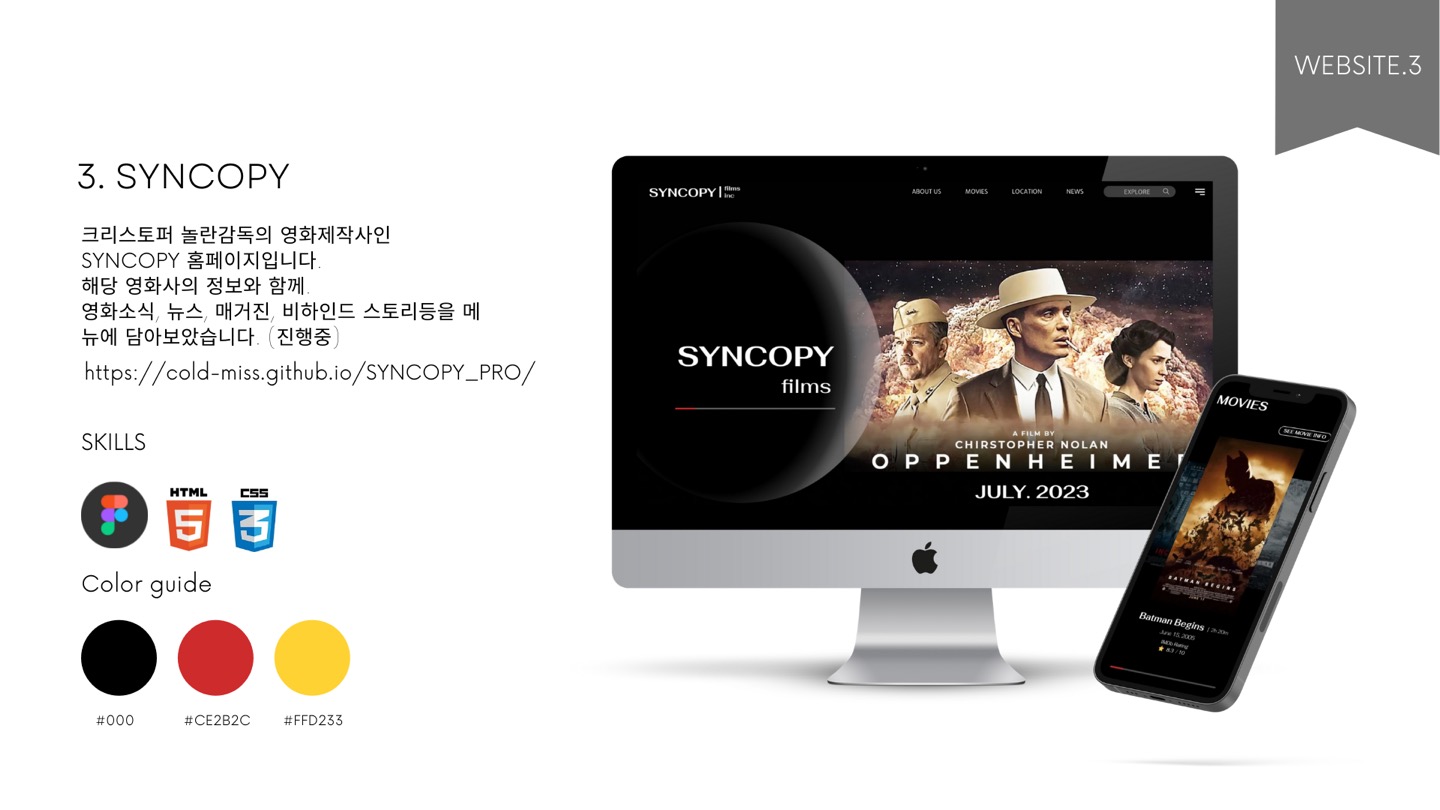 WEBSITE.3
3. SYNCOPY
크리스토퍼 놀란감독의 영화제작사인
SYNCOPY 홈페이지입니다.
해당 영화사의 정보와 함께.
영화소식, 뉴스, 매거진, 비하인드 스토리등을 메
뉴에 담아보았습니다. (진행중)
https://cold-miss.github.io/SYNCOPY_PRO/
SKILLS
HTML
5
CSS
3
Color guide
#000
#CE2B2C
#FFD233
SYNCOPY films inc
ABOUT US
MOVIES
LOCATION
NEWS
EXPLORE
SYNCOPY
films
A FILM BY
CHIRSTOPHER NOLAN
OPPENHEIMER
JULY. 2023
MOVIES
SEE MOVIE INFO
BATMAN BEGINS
Batman Begins | 2h 20m
June 15, 2005
IMDb Rating
8.3 / 10